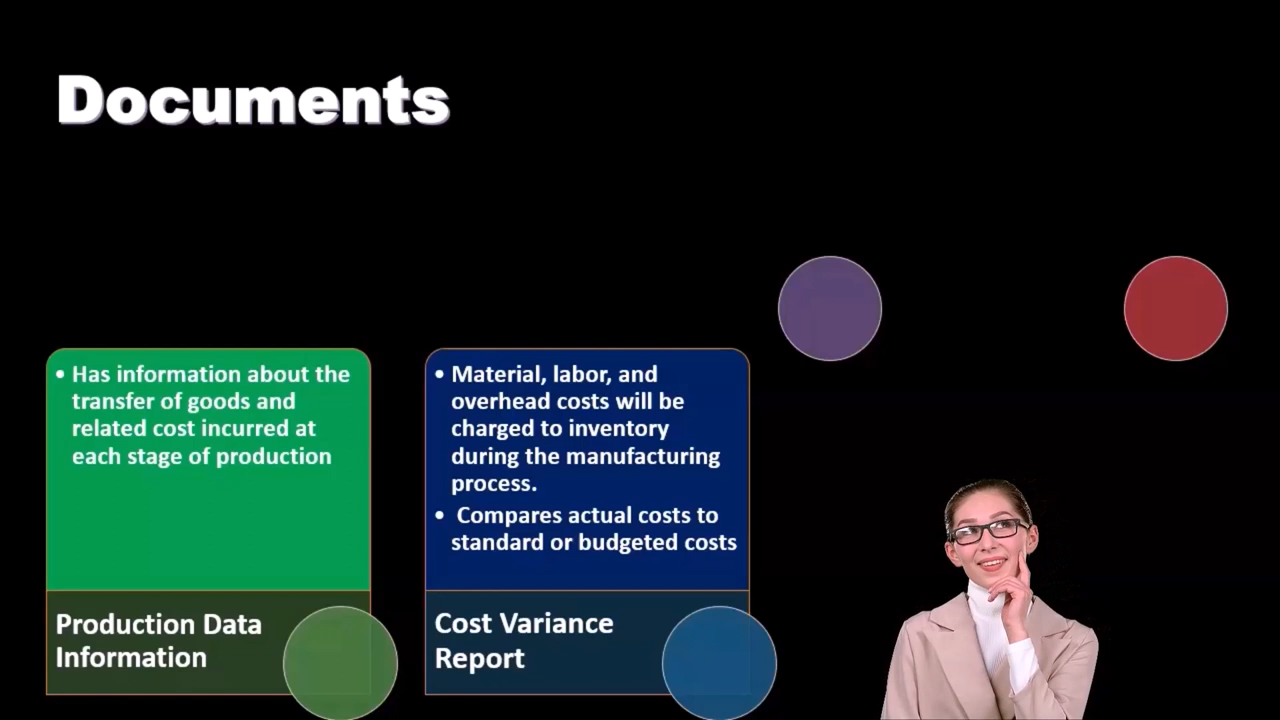 Documents
• Has information about the
transfer of goods and
related cost incurred at
each stage of production
Production Data
Information
• Material, labor, and
overhead costs will be
charged to inventory
during the manufacturing
process.
• Compares actual costs to
standard or budgeted costs
Cost Variance
Report